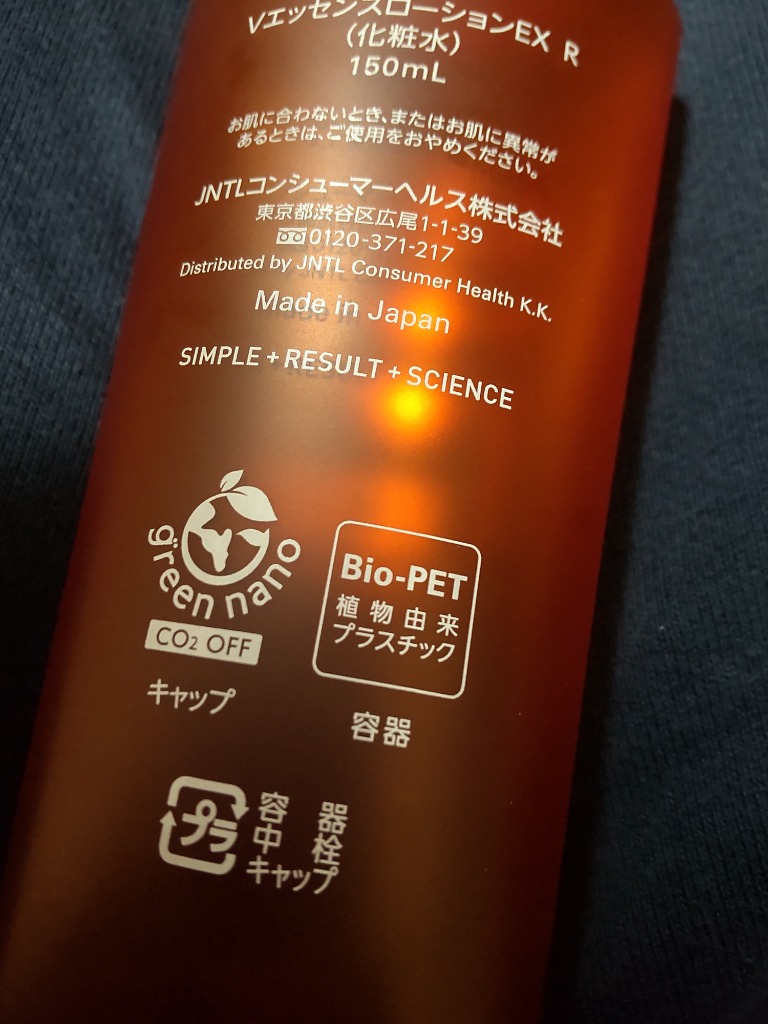 VエッセンスローションEX R
(化粧水)
150mL
お肌に合わないとき、またはお肌に異常が
あるときは、ご使用をおやめください。
JNTLコンシューマーヘルス株式会社
東京都渋谷区広尾1-1-39
0120-371-217
Distributed by JNTL Consumer Health K.K.
Made in Japan
SIMPLE + RESULT + SCIENCE
green nano
CO₂ OFF
キャップ
Bio-PET
植物由来
プラスチック
容器
プラ
容器
中栓
キャップ